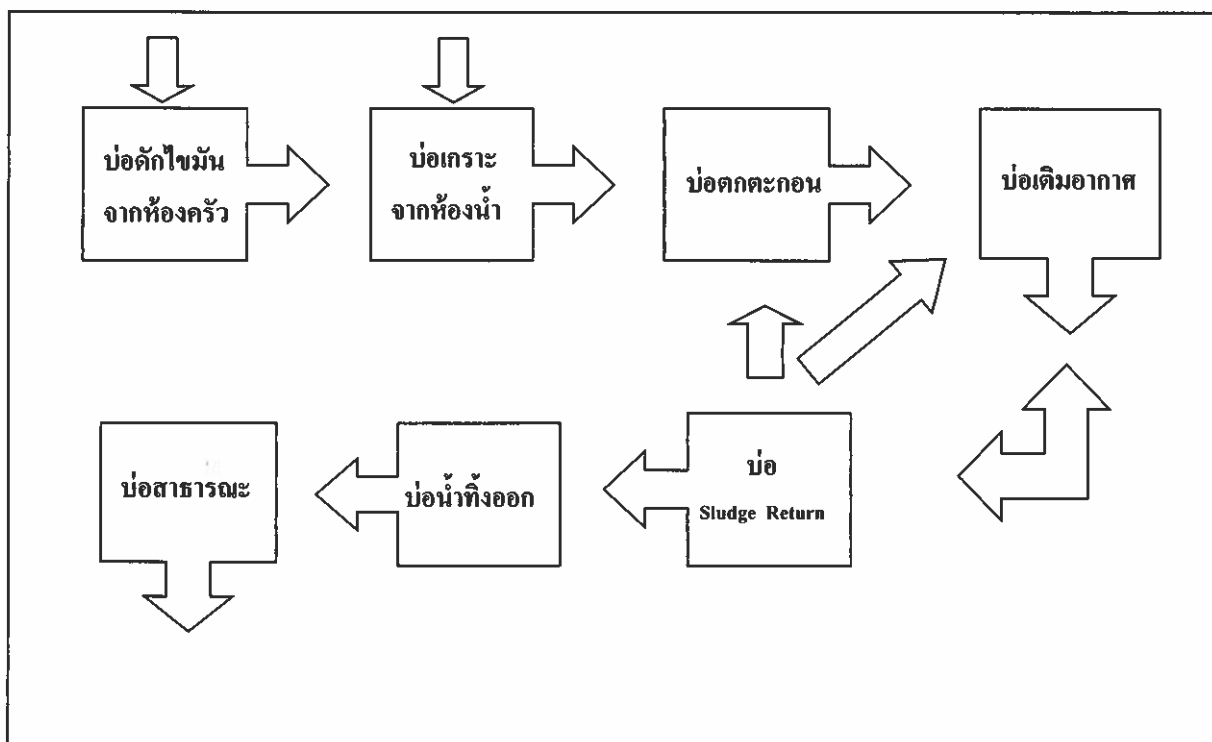 บ่อดักไขมัน
จากห้องครัว
บ่อเกราะ
จากห้องน้ำ
บ่อตกตะกอน
บ่อเติมอากาศ
บ่อสาธารณะ
บ่อน้ำทิ้งออก
บ่อ
Sludge Return